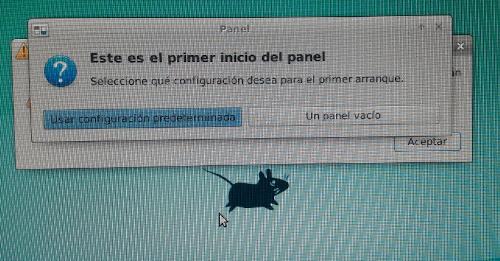 Panel
Este es el primer inicio del panel
Seleccione qué configuración desea para el primer arranque.
Usar configuración predeterminada
Un panel vacío
Aceptar